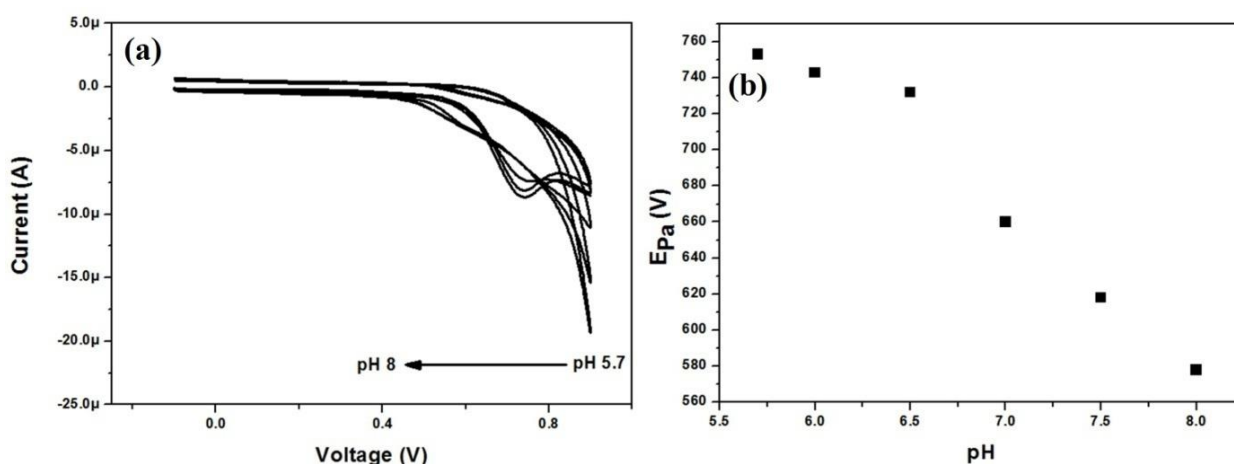 (a)
5.0μ
0.0
-5.0μ
-10.0μ
-15.0μ
-20.0μ
-25.0μ
Current (A)
pH 8
pH 5.7
0.0
0.4
0.8
Voltage (V)
(b)
760
740
720
700
680
660
640
620
600
580
560
EPa (V)
5.5
6.0
6.5
7.0
7.5
8.0
pH